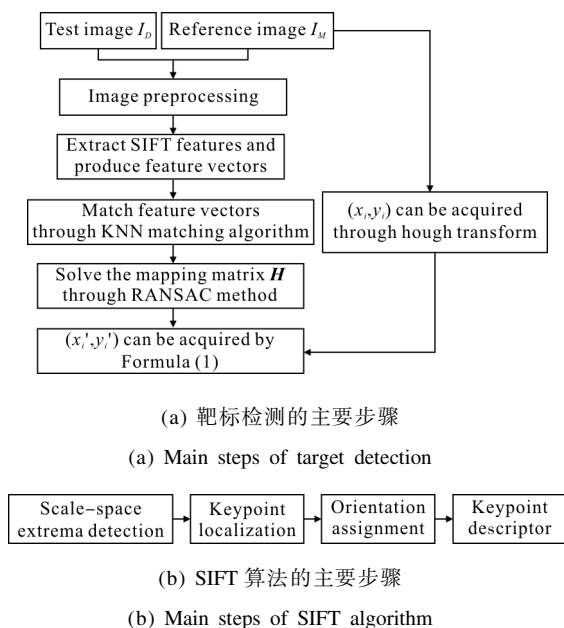 Test image I_D
Reference image I_M
Image preprocessing
Extract SIFT features and
produce feature vectors
Match feature vectors
through KNN matching algorithm
Solve the mapping matrix H
through RANSAC method
(x_i,y_i) can be acquired
through hough transform
(x_i',y_i') can be acquired by
Formula (1)
(a) 靶标检测的主要步骤
(a) Main steps of target detection
Scale-space
extrema detection
Keypoint
localization
Orientation
assignment
Keypoint
descriptor
(b) SIFT 算法的主要步骤
(b) Main steps of SIFT algorithm